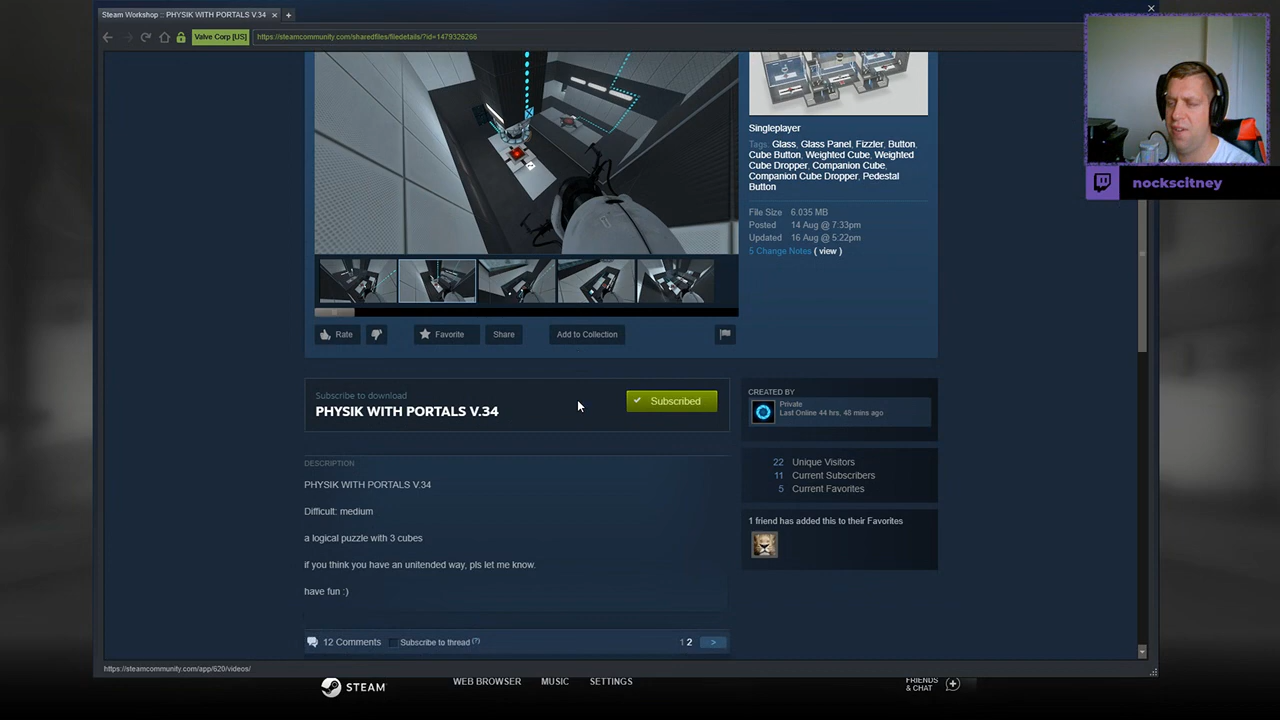 Steam Workshop :: PHYSIK WITH PORTALS V.34
Valve Corp [US]
https://steamcommunity.com/sharedfiles/filedetails/?id=1479326266
nockscitney
Singleplayer
Tags: Glass, Glass Panel, Fizzler, Button,
Cube Button, Weighted Cube, Weighted
Cube Dropper, Companion Cube,
Companion Cube Dropper, Pedestal
Button
File Size 6.035 MB
Posted 14 Aug @ 7:33pm
Updated 16 Aug @ 5:22pm
5 Change Notes ( view )
Rate
Favorite
Share
Add to Collection
Subscribe to download
PHYSIK WITH PORTALS V.34
Subscribed
CREATED BY
Private
Last Online 44 hrs, 48 mins ago
22 Unique Visitors
11 Current Subscribers
5 Current Favorites
1 friend has added this to their Favorites
DESCRIPTION
PHYSIK WITH PORTALS V.34
Difficult: medium
a logical puzzle with 3 cubes
if you think you have an unitended way, pls let me know.
have fun :)
12 Comments Subscribe to thread (?)
1 2 >
https://steamcommunity.com/app/620/videos/
STEAM
WEB BROWSER
MUSIC
SETTINGS
FRIENDS
& CHAT